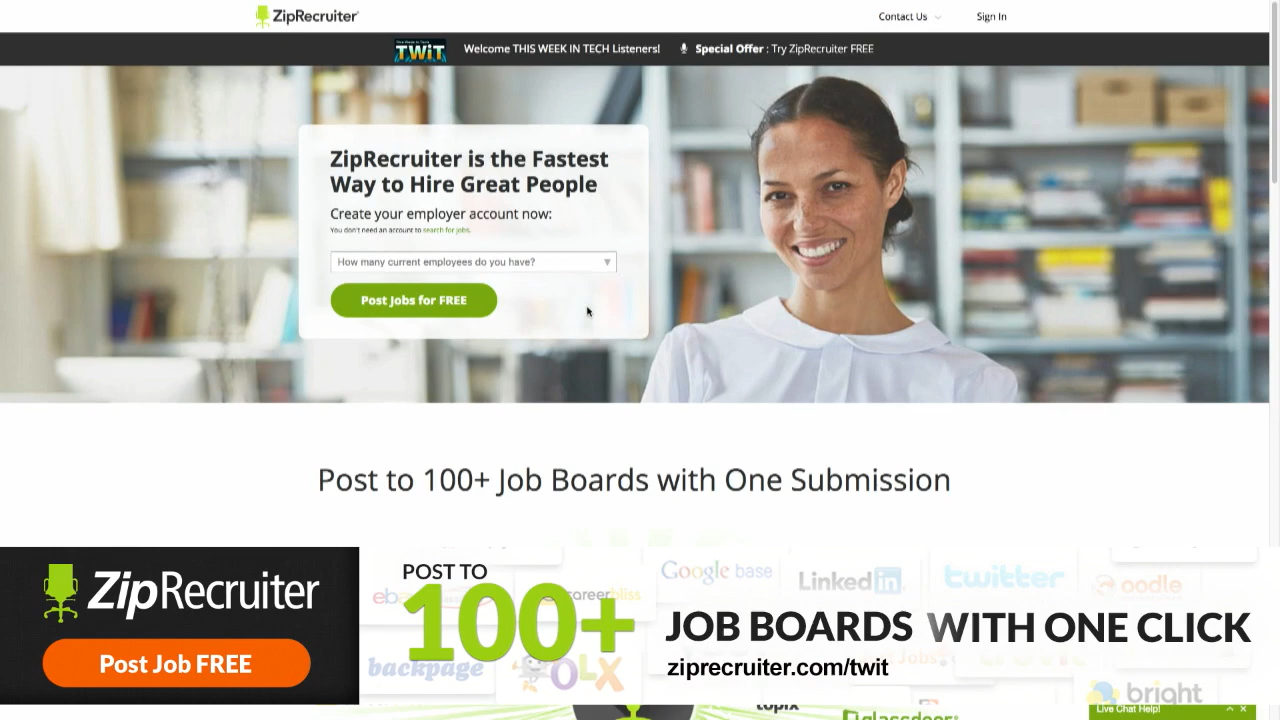 ZipRecruiter
Contact Us
Sign In
TWiT
Welcome THIS WEEK IN TECH Listeners!
Special Offer : Try ZipRecruiter FREE
ZipRecruiter is the Fastest
Way to Hire Great People
Create your employer account now:
You don't need an account to search for jobs.
How many current employees do you have?
Post Jobs for FREE
Post to 100+ Job Boards with One Submission
ZipRecruiter
Post Job FREE
POST TO
100+
JOB BOARDS WITH ONE CLICK
ziprecruiter.com/twit
eb
careerbliss
Google base
LinkedIn
twitter
oodle
backpage
OLX
Jobs
bright
topix
glassdoor
Live Chat Help!